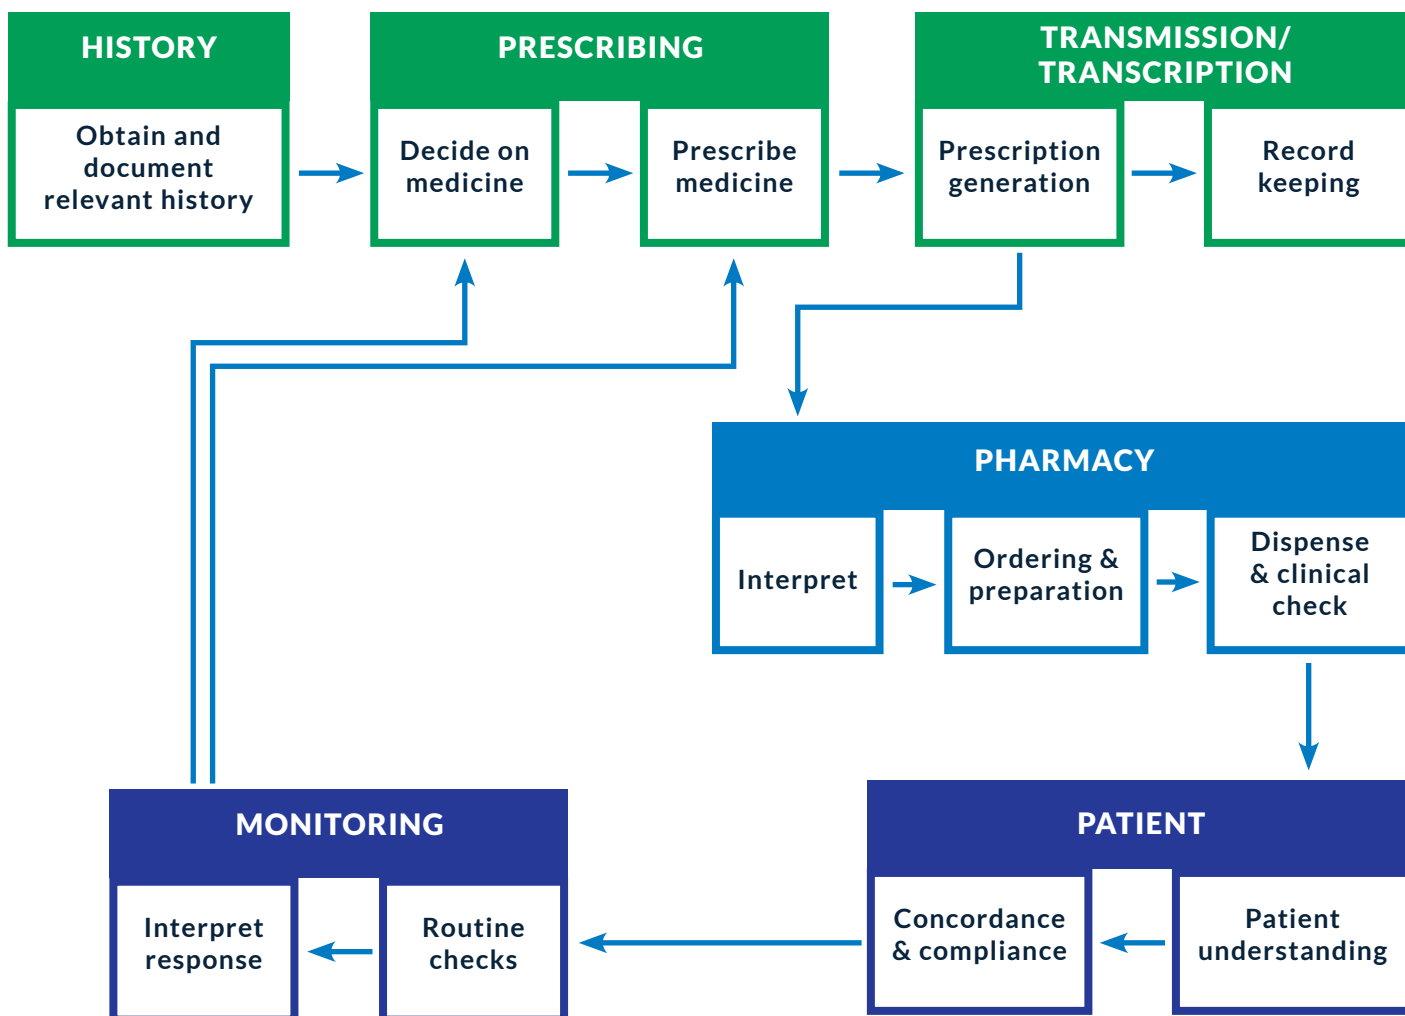 HISTORY
Obtain and
document
relevant history
PRESCRIBING
Decide on
medicine
Prescribe
medicine
TRANSMISSION/
TRANSCRIPTION
Prescription
generation
Record
keeping
PHARMACY
Interpret
Ordering &
preparation
Dispense
& clinical
check
MONITORING
Interpret
response
Routine
checks
PATIENT
Concordance
& compliance
Patient
understanding